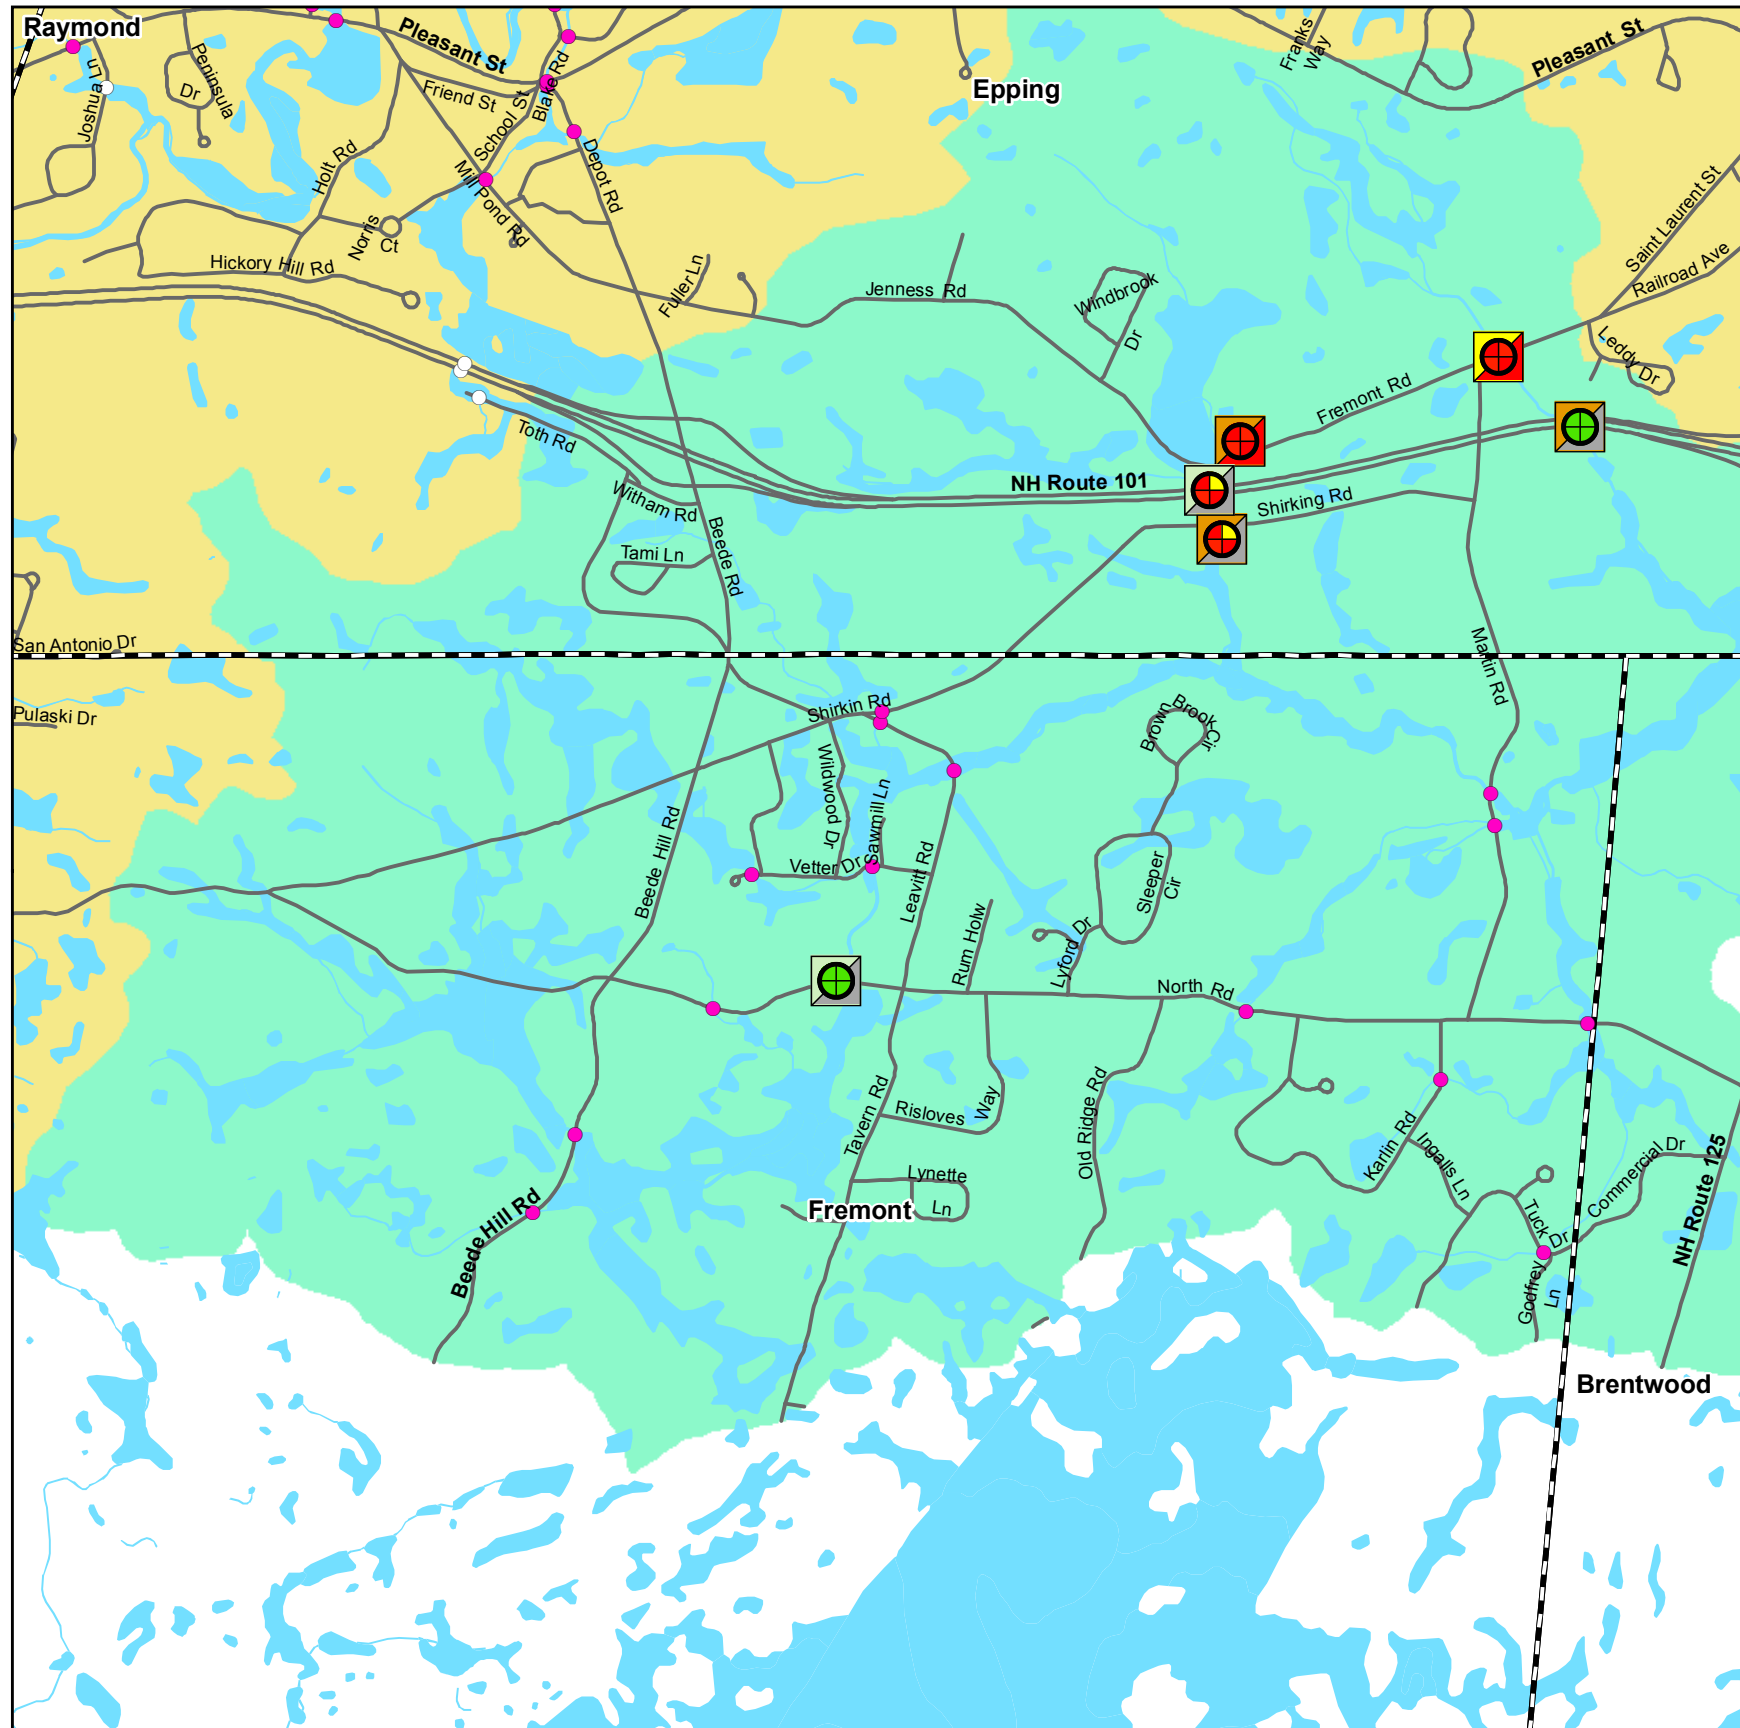 Raymond
Pleasant St
Franks
Way
Pleasant St
Joshua Ln
Peninsula
Dr
Friend St
School St
Blake Rd
Epping
Holt Rd
Mill Pond Rd
Depot Rd
Norris
Ct
Hickory Hill Rd
Fuller Ln
Jenness Rd
Windbrook
Dr
Saint Laurent St
Railroad Ave
Leddy Dr
Fremont Rd
Toth Rd
NH Route 101
Shirking Rd
Witham Rd
Beede Rd
Tami Ln
San Antonio Dr
Martin Rd
Pulaski Dr
Shirkin Rd
Brown
Brook
Cir
Wildwood Dr
Sawmill Ln
Beede Hill Rd
Vetter Dr
Leavitt Rd
Sleeper
Cir
Rum Holw
Lyford Dr
North Rd
Tavern Rd
Risloves
Way
Old Ridge Rd
Karlin Rd
Ingalls Ln
Commercial Dr
NH Route 125
Lynette
Ln
Fremont
Beede Hill Rd
Tuck
Dr
Godfrey
Ln
Brentwood